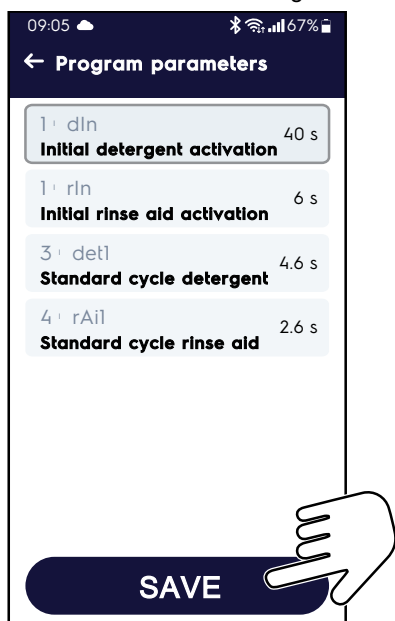 09:05 67%
← Program parameters
1 dIn
40 s
Initial detergent activation
1 rIn
6 s
Initial rinse aid activation
3 det1
4.6 s
Standard cycle detergent
4 rAi1
2.6 s
Standard cycle rinse aid
SAVE